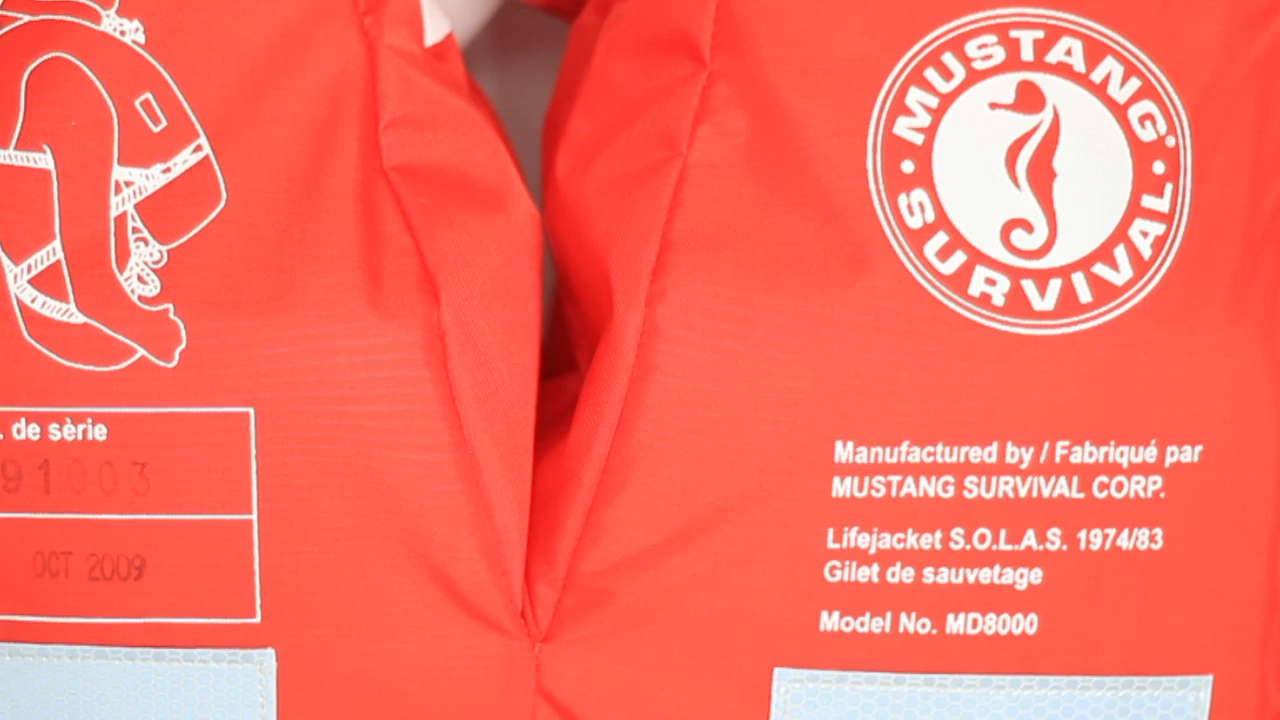 MUSTANG
SURVIVAL
. de sèrie
91003
OCT 2009
Manufactured by / Fabriqué par
MUSTANG SURVIVAL CORP.
Lifejacket S.O.L.A.S. 1974/83
Gilet de sauvetage
Model No. MD8000